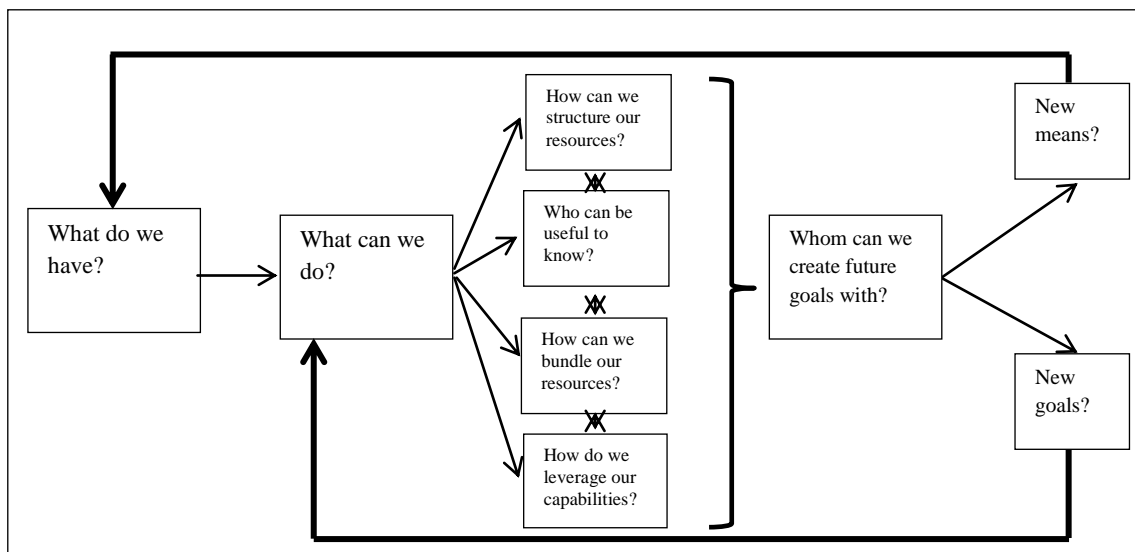 What do we
have?
What can we
do?
How can we
structure our
resources?
Who can be
useful to
know?
How can we
bundle our
resources?
How do we
leverage our
capabilities?
Whom can we
create future
goals with?
New
means?
New
goals?